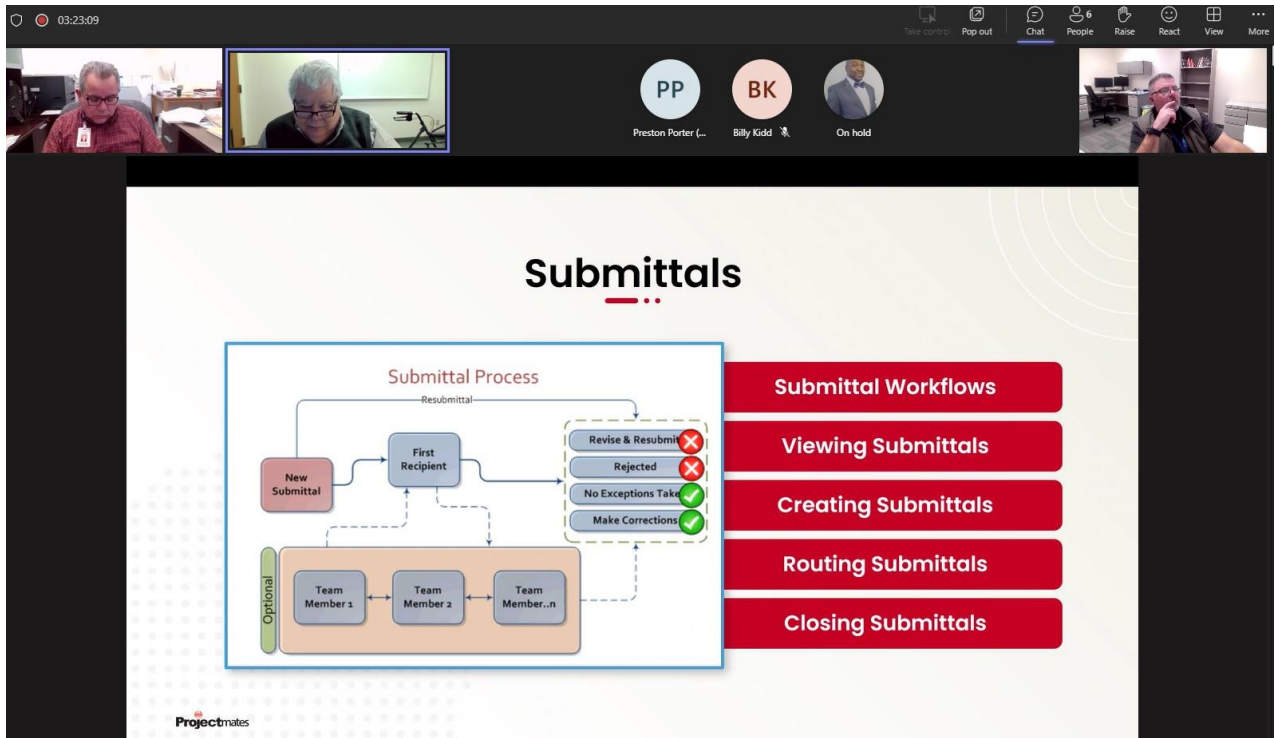 03:23:09
Take control
Pop out
Chat
6
People
Raise
React
View
More
PP
Preston Porter (...
BK
Billy Kidd
On hold
Submittals
Submittal Process
Resubmittal
New
Submittal
First
Recipient
Revise & Resubmit
Rejected
No Exceptions Take
Make Corrections
Optional
Team
Member 1
Team
Member 2
Team
Member..n
Submittal Workflows
Viewing Submittals
Creating Submittals
Routing Submittals
Closing Submittals
Projectmates